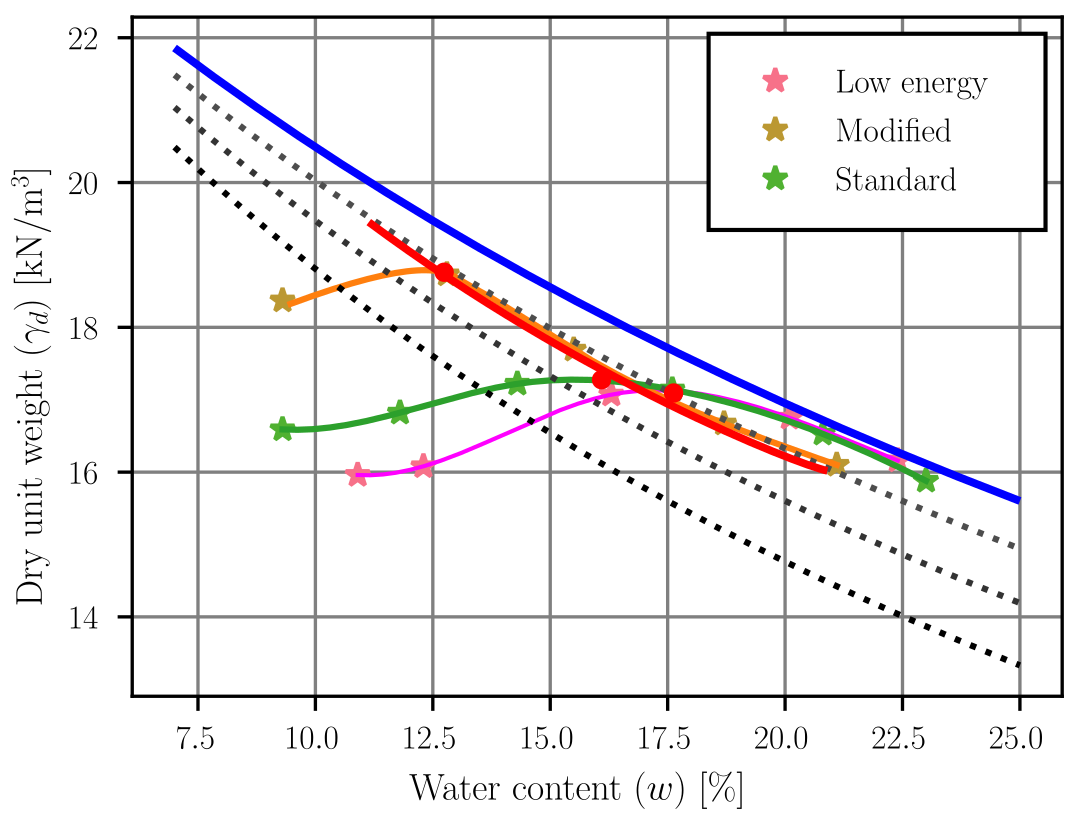 Low energy
Modified
Standard
22
20
18
16
14
Dry unit weight (γd) [kN/m³]
7.5 10.0 12.5 15.0 17.5 20.0 22.5 25.0
Water content (w) [%]